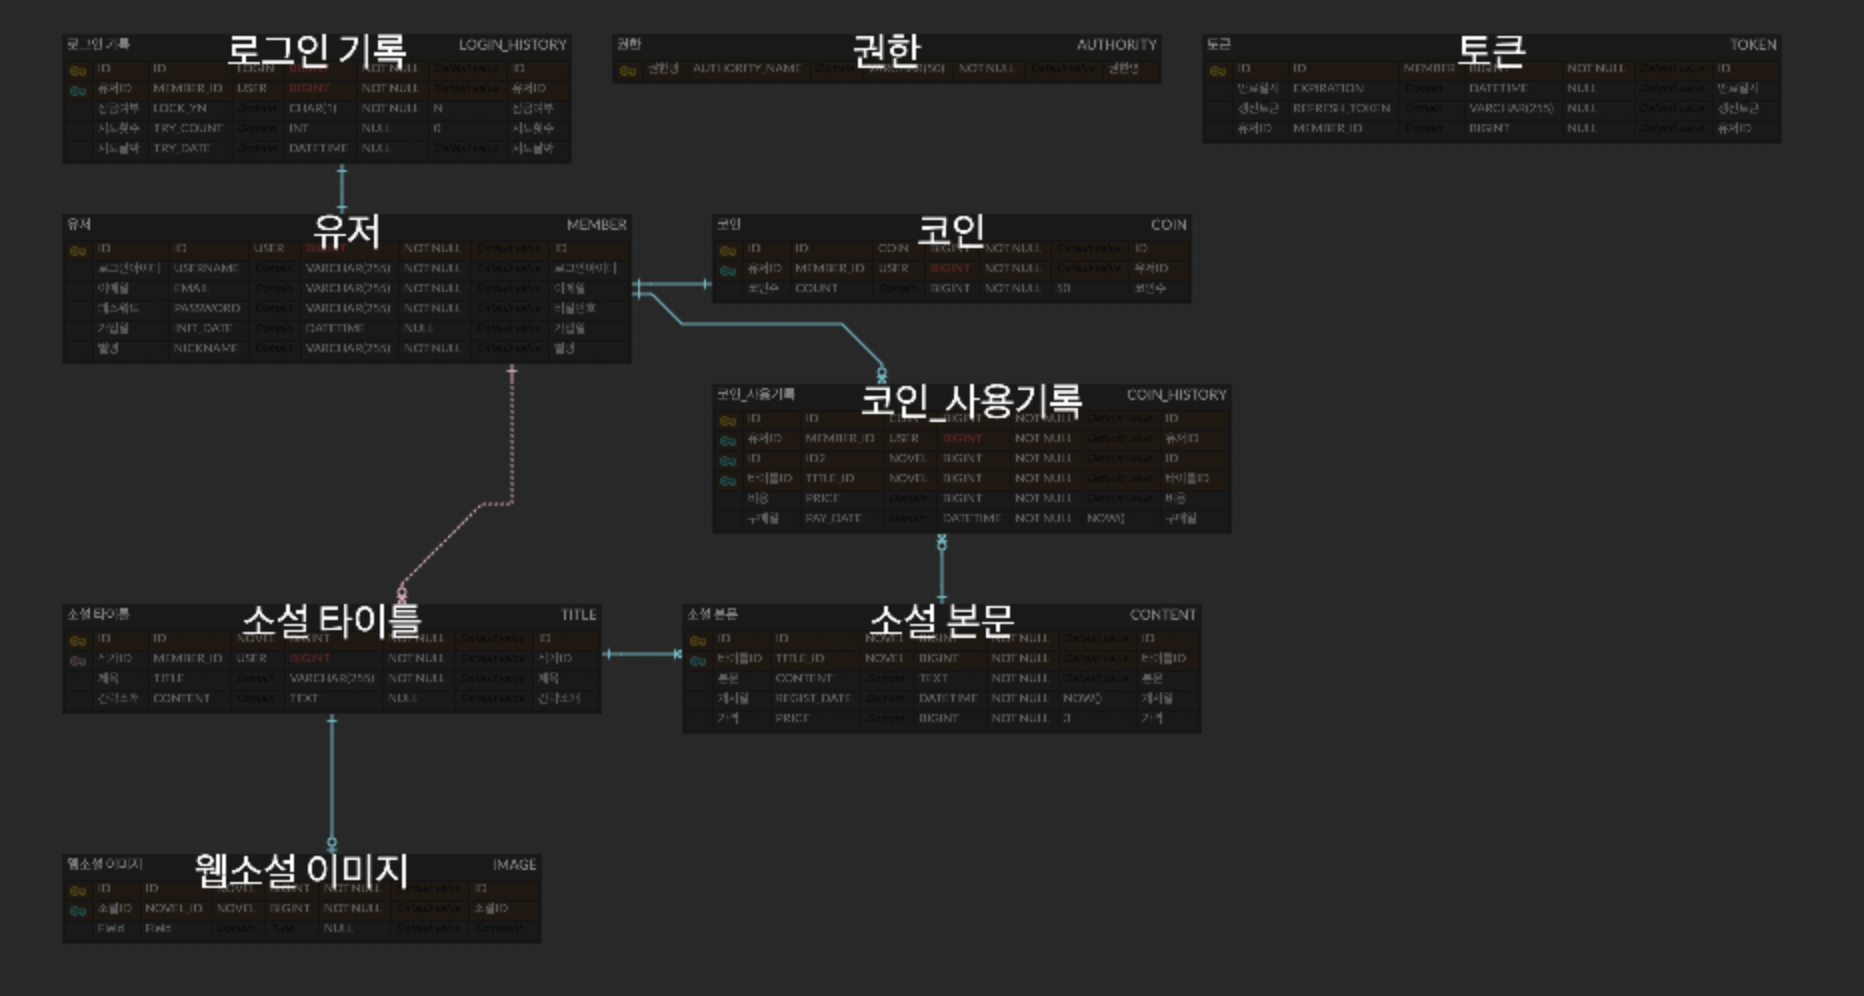 로그인 기록 로그인 기록 LOGIN_HISTORY
ID ID LOGIN BIGINT NOT NULL Default value ID
유저ID MEMBER_ID USER BIGINT NOT NULL Default value 유저ID
잠금여부 LOCK_YN Domain CHAR(1) NOT NULL N 잠금여부
시도횟수 TRY_COUNT Domain INT NULL 0 시도횟수
시도날짜 TRY_DATE Domain DATETIME NULL Default value 시도날짜
권한 권한 AUTHORITY
권한명 AUTHORITY_NAME Domain VARCHAR(50) NOT NULL Default value 권한명
토큰 토큰 TOKEN
ID ID MEMBER BIGINT NOT NULL Default value ID
만료일시 EXPIRATION Domain DATETIME NULL Default value 만료일시
갱신토큰 REFRESH_TOKEN Domain VARCHAR(255) NULL Default value 갱신토큰
유저ID MEMBER_ID Domain BIGINT NULL Default value 유저ID
유저 유저 MEMBER
ID ID USER BIGINT NOT NULL Default value ID
로그인아이디 USERNAME Domain VARCHAR(255) NOT NULL Default value 로그인아이디
이메일 EMAIL Domain VARCHAR(255) NOT NULL Default value 이메일
패스워드 PASSWORD Domain VARCHAR(255) NOT NULL Default value 비밀번호
가입일 INIT_DATE Domain DATETIME NULL Default value 가입일
별명 NICKNAME Domain VARCHAR(255) NOT NULL Default value 별명
코인 코인 COIN
ID ID COIN BIGINT NOT NULL Default value ID
유저ID MEMBER_ID USER BIGINT NOT NULL Default value 유저ID
코인수 COUNT Domain BIGINT NOT NULL 50 코인수
코인_사용기록 코인_사용기록 COIN_HISTORY
ID ID COIN BIGINT NOT NULL Default value ID
유저ID MEMBER_ID USER BIGINT NOT NULL Default value 유저ID
ID ID2 NOVEL BIGINT NOT NULL Default value ID
타이틀ID TITLE_ID NOVEL BIGINT NOT NULL Default value 타이틀ID
비용 PRICE Domain BIGINT NOT NULL Default value 비용
구매일 PAY_DATE Domain DATETIME NOT NULL NOW() 구매일
소설 타이틀 소설 타이틀 TITLE
ID ID NOVEL BIGINT NOT NULL Default value ID
작가ID MEMBER_ID USER BIGINT NOT NULL Default value 작가ID
제목 TITLE Domain VARCHAR(255) NOT NULL Default value 제목
간략소개 CONTENT Domain TEXT NULL Default value 간략소개
소설 본문 소설 본문 CONTENT
ID ID NOVEL BIGINT NOT NULL Default value ID
타이틀ID TITLE_ID NOVEL BIGINT NOT NULL Default value 타이틀ID
본문 CONTENT Domain TEXT NOT NULL Default value 본문
게시일 REGIST_DATE Domain DATETIME NOT NULL NOW() 게시일
가격 PRICE Domain BIGINT NOT NULL 3 가격
웹소설 이미지 웹소설 이미지 IMAGE
ID ID NOVEL BIGINT NOT NULL Default value ID
소설ID NOVEL_ID NOVEL BIGINT NOT NULL Default value 소설ID
Field Field Domain Type NULL Default value Comment